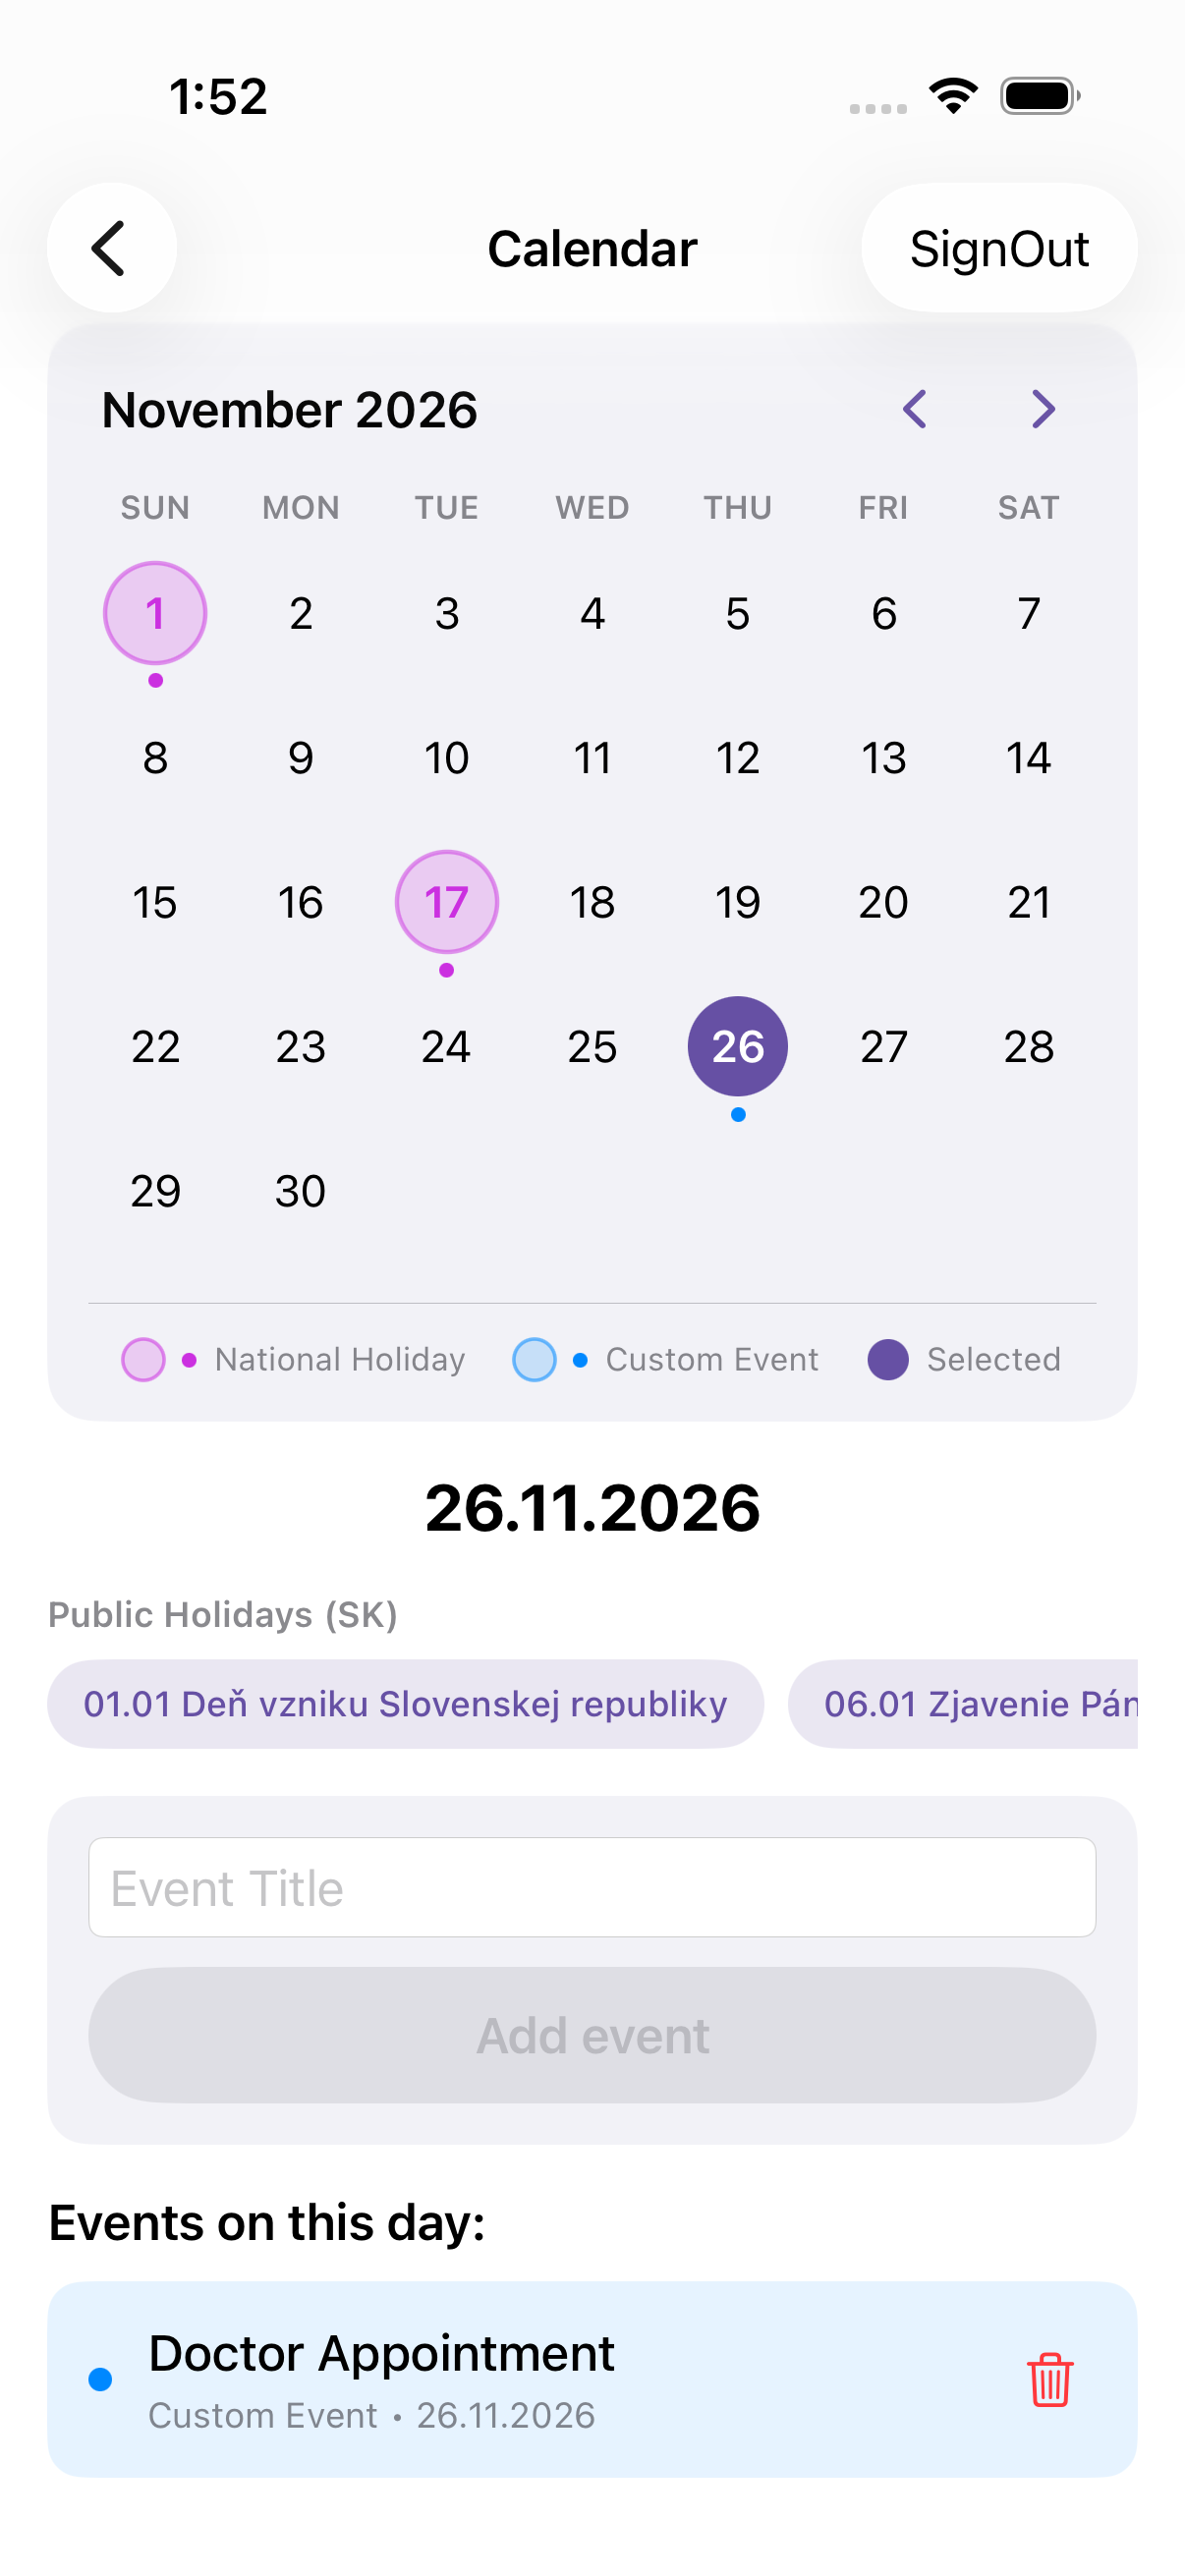 1:52
Calendar
SignOut
November 2026
SUN MON TUE WED THU FRI SAT
1 2 3 4 5 6 7
8 9 10 11 12 13 14
15 16 17 18 19 20 21
22 23 24 25 26 27 28
29 30
National Holiday Custom Event Selected
26.11.2026
Public Holidays (SK)
01.01 Deň vzniku Slovenskej republiky 06.01 Zjavenie Pán
Event Title
Add event
Events on this day:
Doctor Appointment
Custom Event • 26.11.2026